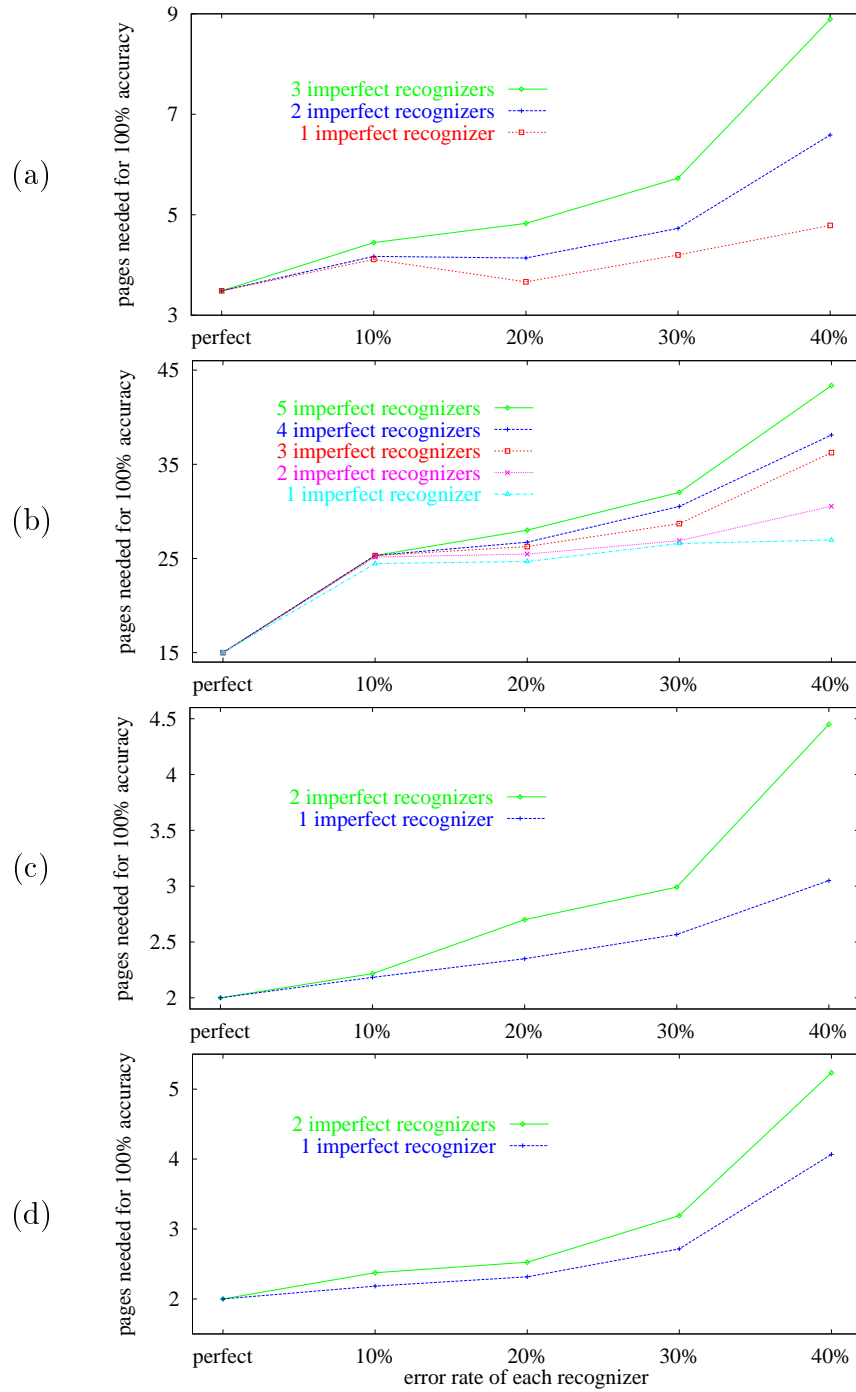 (a)
pages needed for 100% accuracy
9
7
5
3
3 imperfect recognizers
2 imperfect recognizers
1 imperfect recognizer
perfect 10% 20% 30% 40%
(b)
pages needed for 100% accuracy
45
35
25
15
5 imperfect recognizers
4 imperfect recognizers
3 imperfect recognizers
2 imperfect recognizers
1 imperfect recognizer
perfect 10% 20% 30% 40%
(c)
pages needed for 100% accuracy
4.5
4
3.5
3
2.5
2
2 imperfect recognizers
1 imperfect recognizer
perfect 10% 20% 30% 40%
(d)
pages needed for 100% accuracy
5
4
3
2
2 imperfect recognizers
1 imperfect recognizer
perfect 10% 20% 30% 40%
error rate of each recognizer